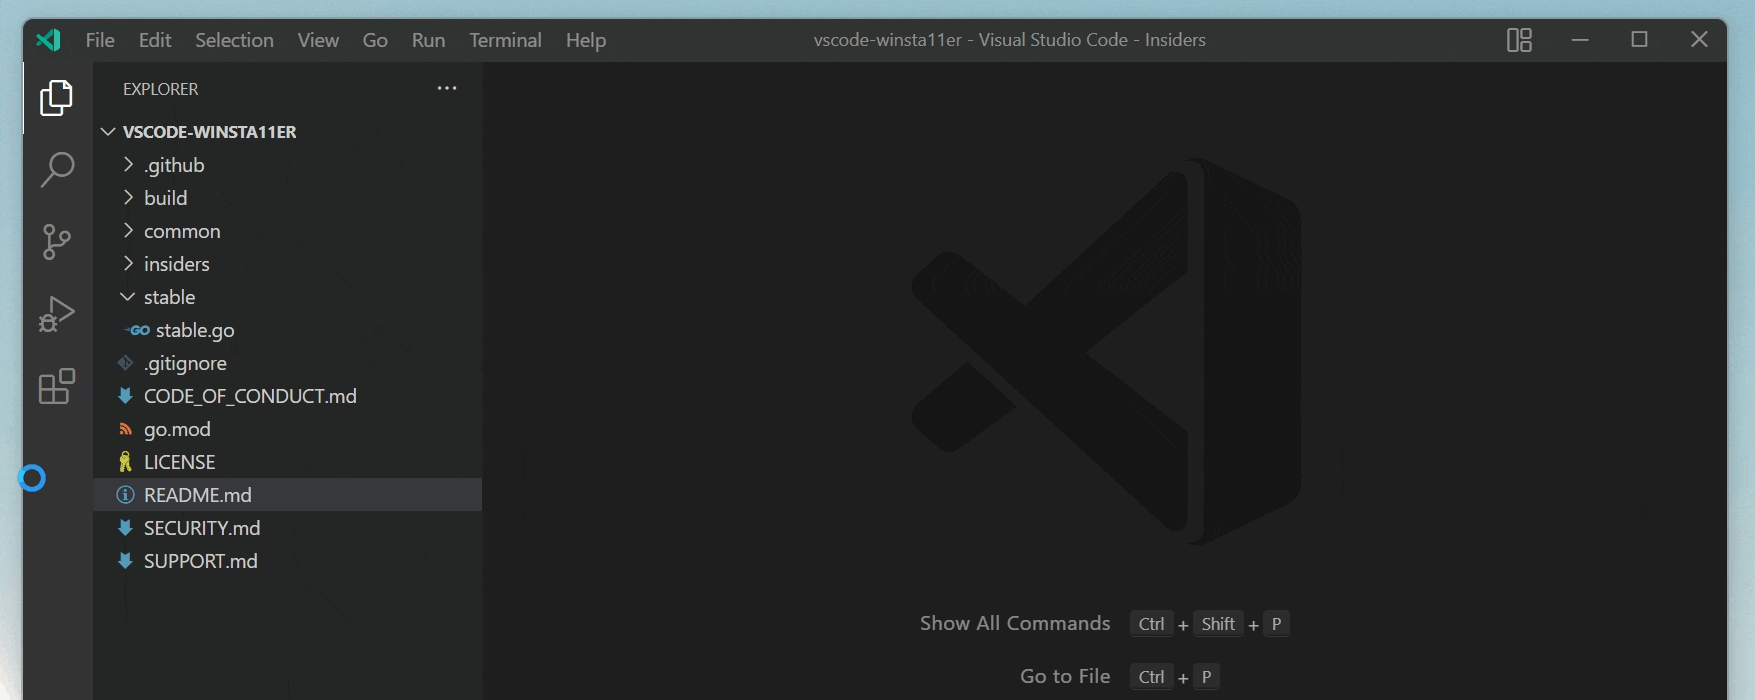 File Edit Selection View Go Run Terminal Help vscode-winsta11er - Visual Studio Code - Insiders
EXPLORER ···
VSCODE-WINSTA11ER
.github
build
common
insiders
stable
GO stable.go
.gitignore
CODE_OF_CONDUCT.md
go.mod
LICENSE
README.md
SECURITY.md
SUPPORT.md
Show All Commands Ctrl + Shift + P
Go to File Ctrl + P